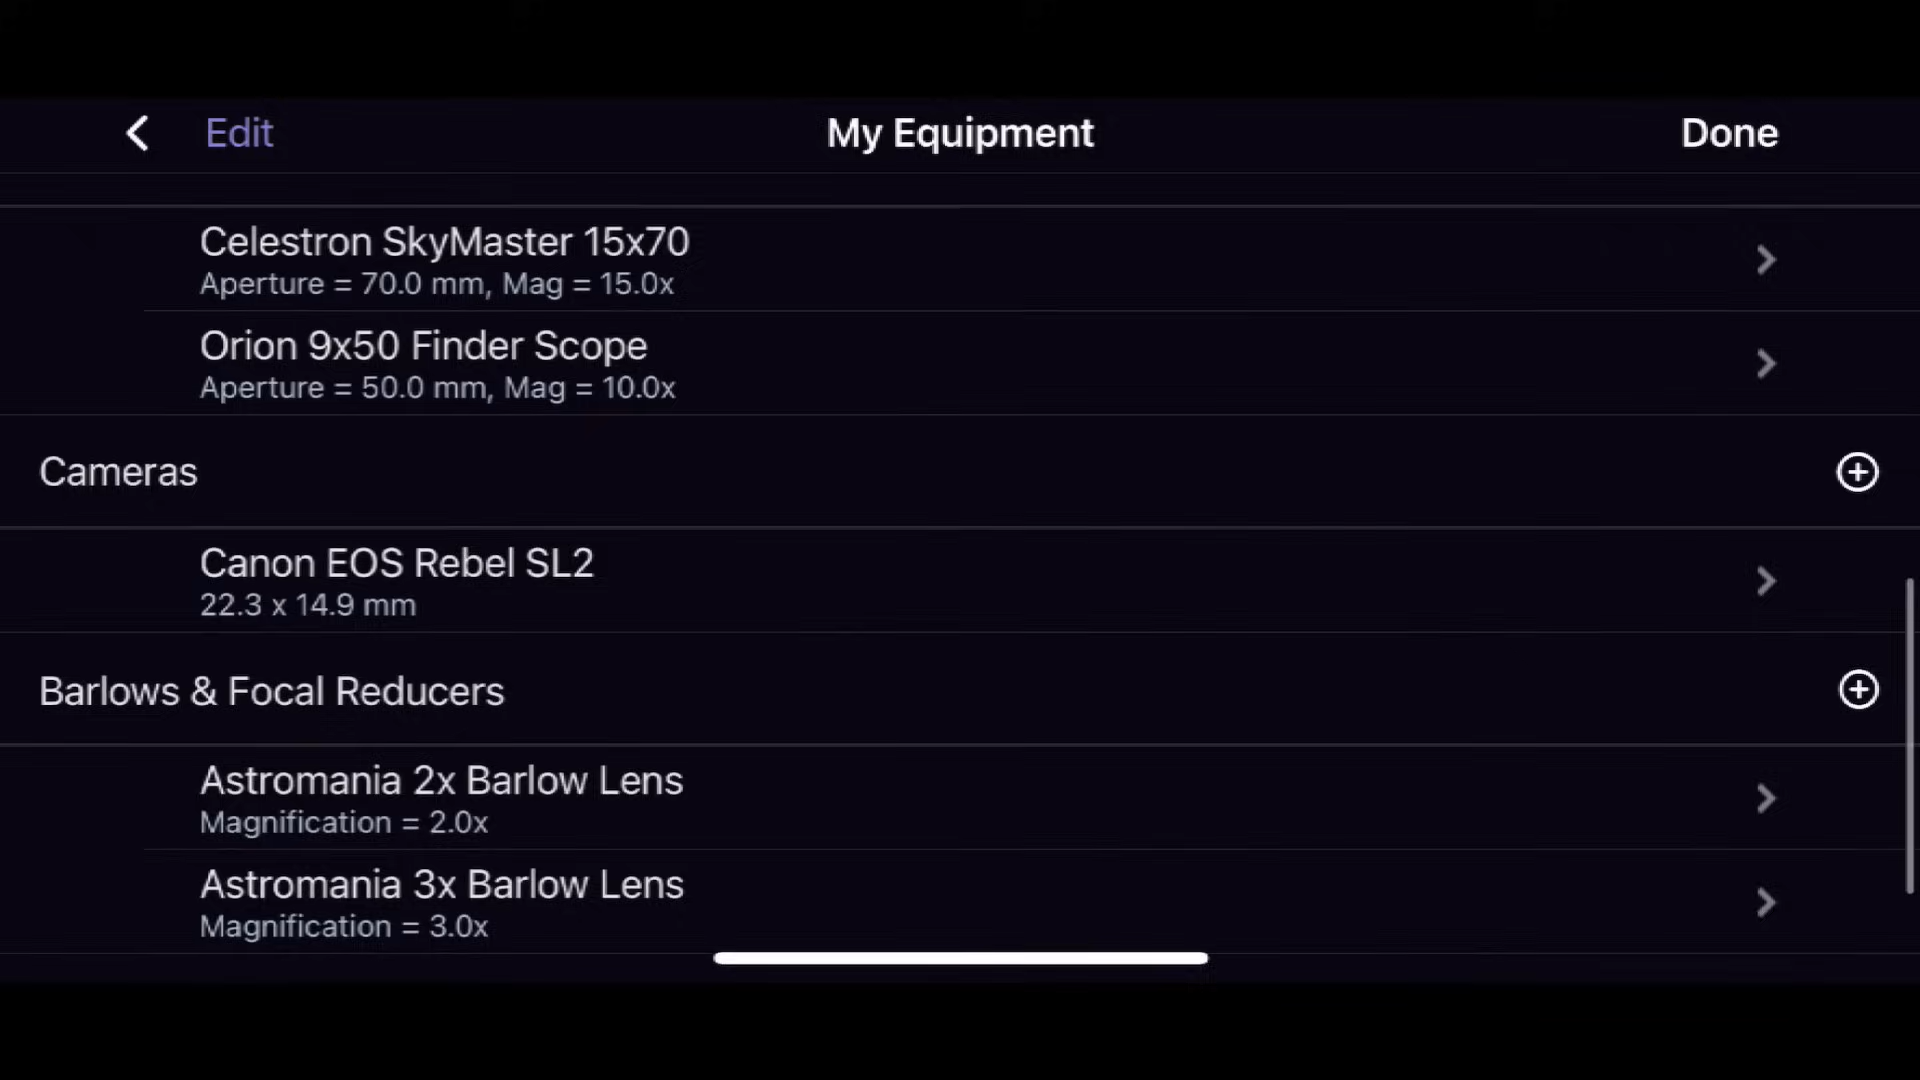 Edit
My Equipment
Done
Celestron SkyMaster 15x70
Aperture = 70.0 mm, Mag = 15.0x
Orion 9x50 Finder Scope
Aperture = 50.0 mm, Mag = 10.0x
Cameras
Canon EOS Rebel SL2
22.3 x 14.9 mm
Barlows & Focal Reducers
Astromania 2x Barlow Lens
Magnification = 2.0x
Astromania 3x Barlow Lens
Magnification = 3.0x